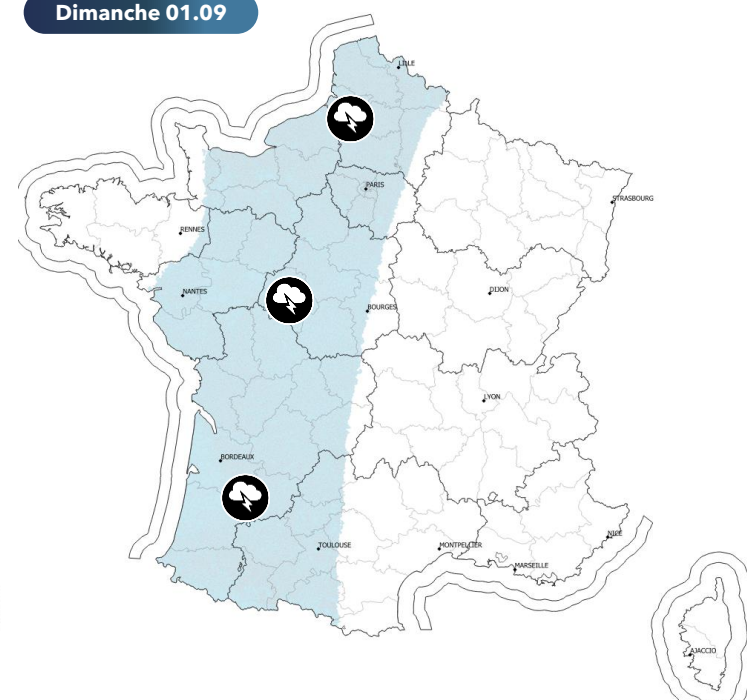 Dimanche 01.09
LILLE
PARIS
STRASBOURG
RENNES
NANTES
DIJON
BOURGES
LYON
BORDEAUX
TOULOUSE
MONTPELLIER
NICE
MARSEILLE
AJACCIO